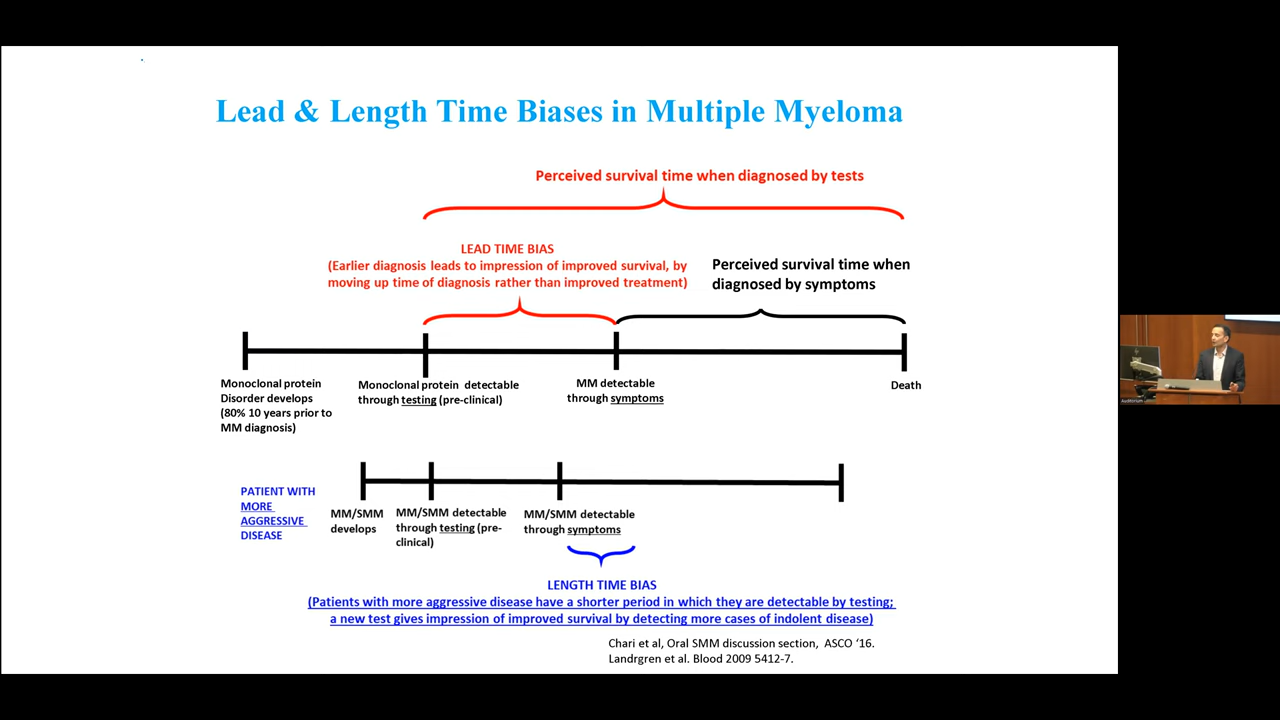 Lead & Length Time Biases in Multiple Myeloma
Perceived survival time when diagnosed by tests
LEAD TIME BIAS
(Earlier diagnosis leads to impression of improved survival, by
moving up time of diagnosis rather than improved treatment)
Perceived survival time when
diagnosed by symptoms
Monoclonal protein
Disorder develops
(80% 10 years prior to
MM diagnosis)
Monoclonal protein detectable
through testing (pre-clinical)
MM detectable
through symptoms
Death
PATIENT WITH
MORE
AGGRESSIVE
DISEASE
MM/SMM
develops
MM/SMM detectable
through testing (pre-
clinical)
MM/SMM detectable
through symptoms
LENGTH TIME BIAS
(Patients with more aggressive disease have a shorter period in which they are detectable by testing;
a new test gives impression of improved survival by detecting more cases of indolent disease)
Chari et al, Oral SMM discussion section, ASCO ‘16.
Landrgren et al. Blood 2009 5412-7.
Auditorium